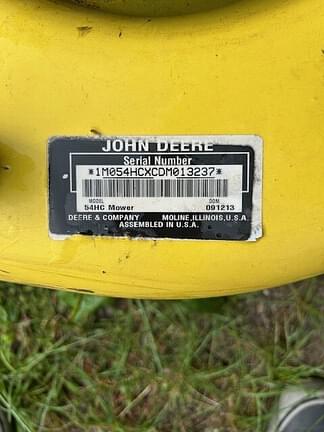 JOHN DEERE
Serial Number
*1M054HCXCDM013237*
MODEL DOM
54HC Mower 091213
DEERE & COMPANY MOLINE, ILLINOIS, U.S.A.
ASSEMBLED IN U.S.A.